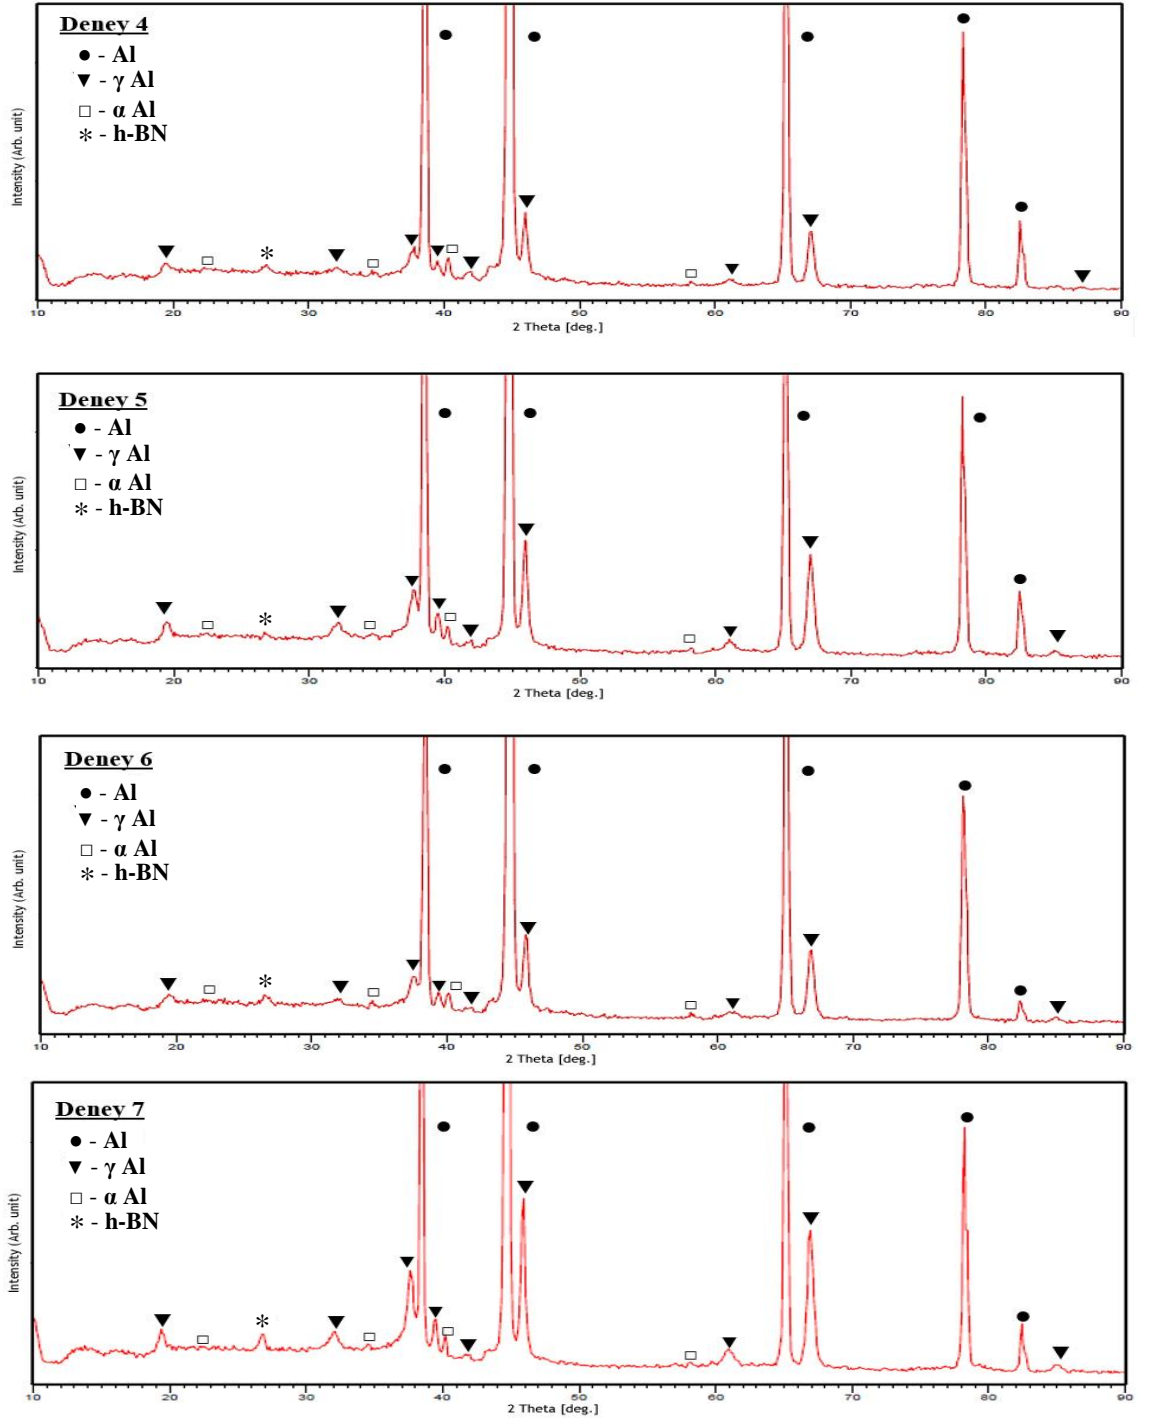 Deney 4
● - Al
▼ - γ Al
□ - α Al
* - h-BN
Intensity (Arb. unit)
10 20 30 40 50 60 70 80 90
2 Theta [deg.]
Deney 5
● - Al
▼ - γ Al
□ - α Al
* - h-BN
Intensity (Arb. unit)
10 20 30 40 50 60 70 80 90
2 Theta [deg.]
Deney 6
● - Al
▼ - γ Al
□ - α Al
* - h-BN
Intensity (Arb. unit)
10 20 30 40 50 60 70 80 90
2 Theta [deg.]
Deney 7
● - Al
▼ - γ Al
□ - α Al
* - h-BN
Intensity (Arb. unit)
10 20 30 40 50 60 70 80 90
2 Theta [deg.]